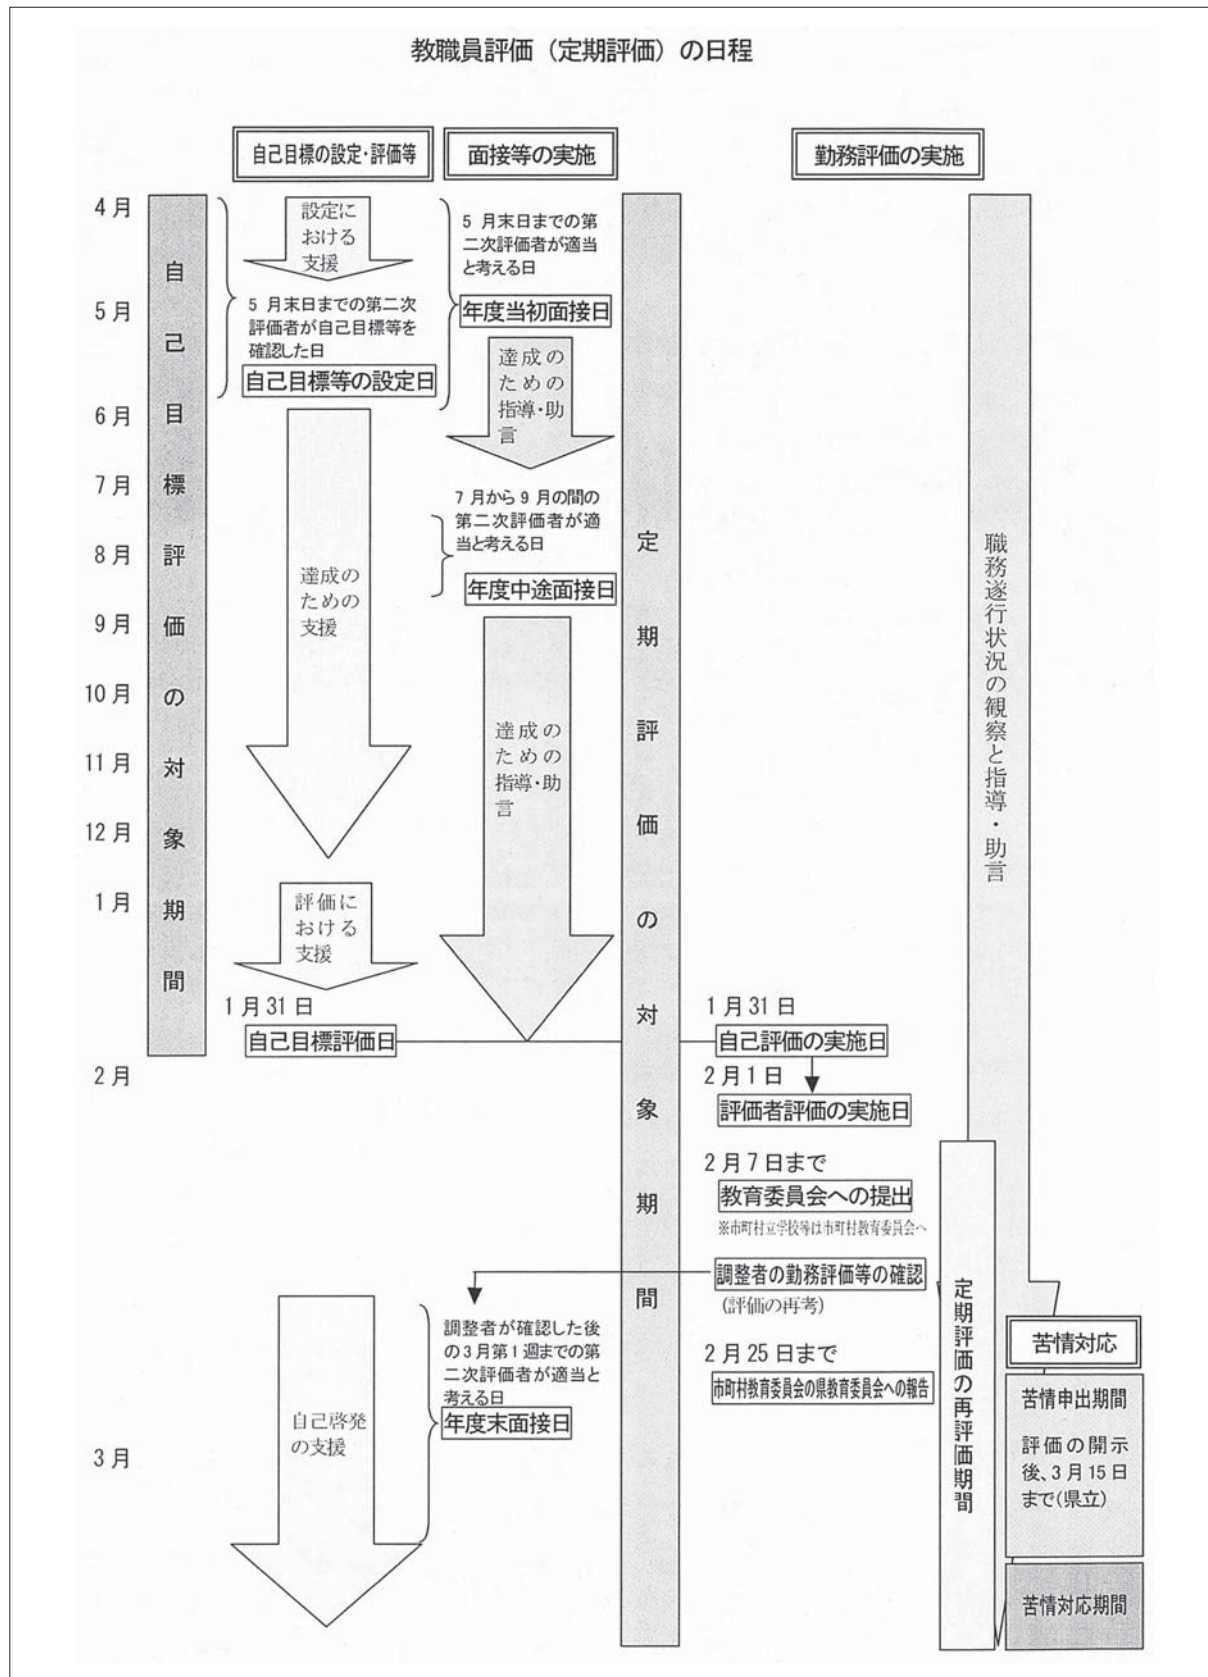 教職員評価（定期評価）の日程
自己目標の設定・評価等
面接等の実施
勤務評価の実施
4月
5月
6月
7月
8月
9月
10月
11月
12月
1月
2月
3月
自己目標評価の対象期間
設定に
おける
支援
5 月末日までの第二次
評価者が自己目標等を
確認した日
自己目標等の設定日
達成の
ための
支援
評価に
おける
支援
1月31日
自己目標評価日
自己啓発
の支援
5 月末日までの第
二次評価者が適当
と考える日
年度当初面接日
達成の
ための
指導・助
言
7月から9月の間の
第二次評価者が適
当と考える日
年度中途面接日
達成の
ための
指導・助
言
調整者が確認した後
の3月第1週までの第
二次評価者が適当と
考える日
年度末面接日
定期評価の対象期間
1月31日
自己評価の実施日
2月1日
評価者評価の実施日
2月7日まで
教育委員会への提出
※市町村立学校等は市町村教育委員会へ
調整者の勤務評価等の確認
(評価の再考)
2月25日まで
市町村教育委員会の県教育委員会への報告
職務遂行状況の観察と指導・助言
定期評価の再評価期間
苦情対応
苦情申出期間
評価の開示
後、3月15日
まで(県立)
苦情対応期間